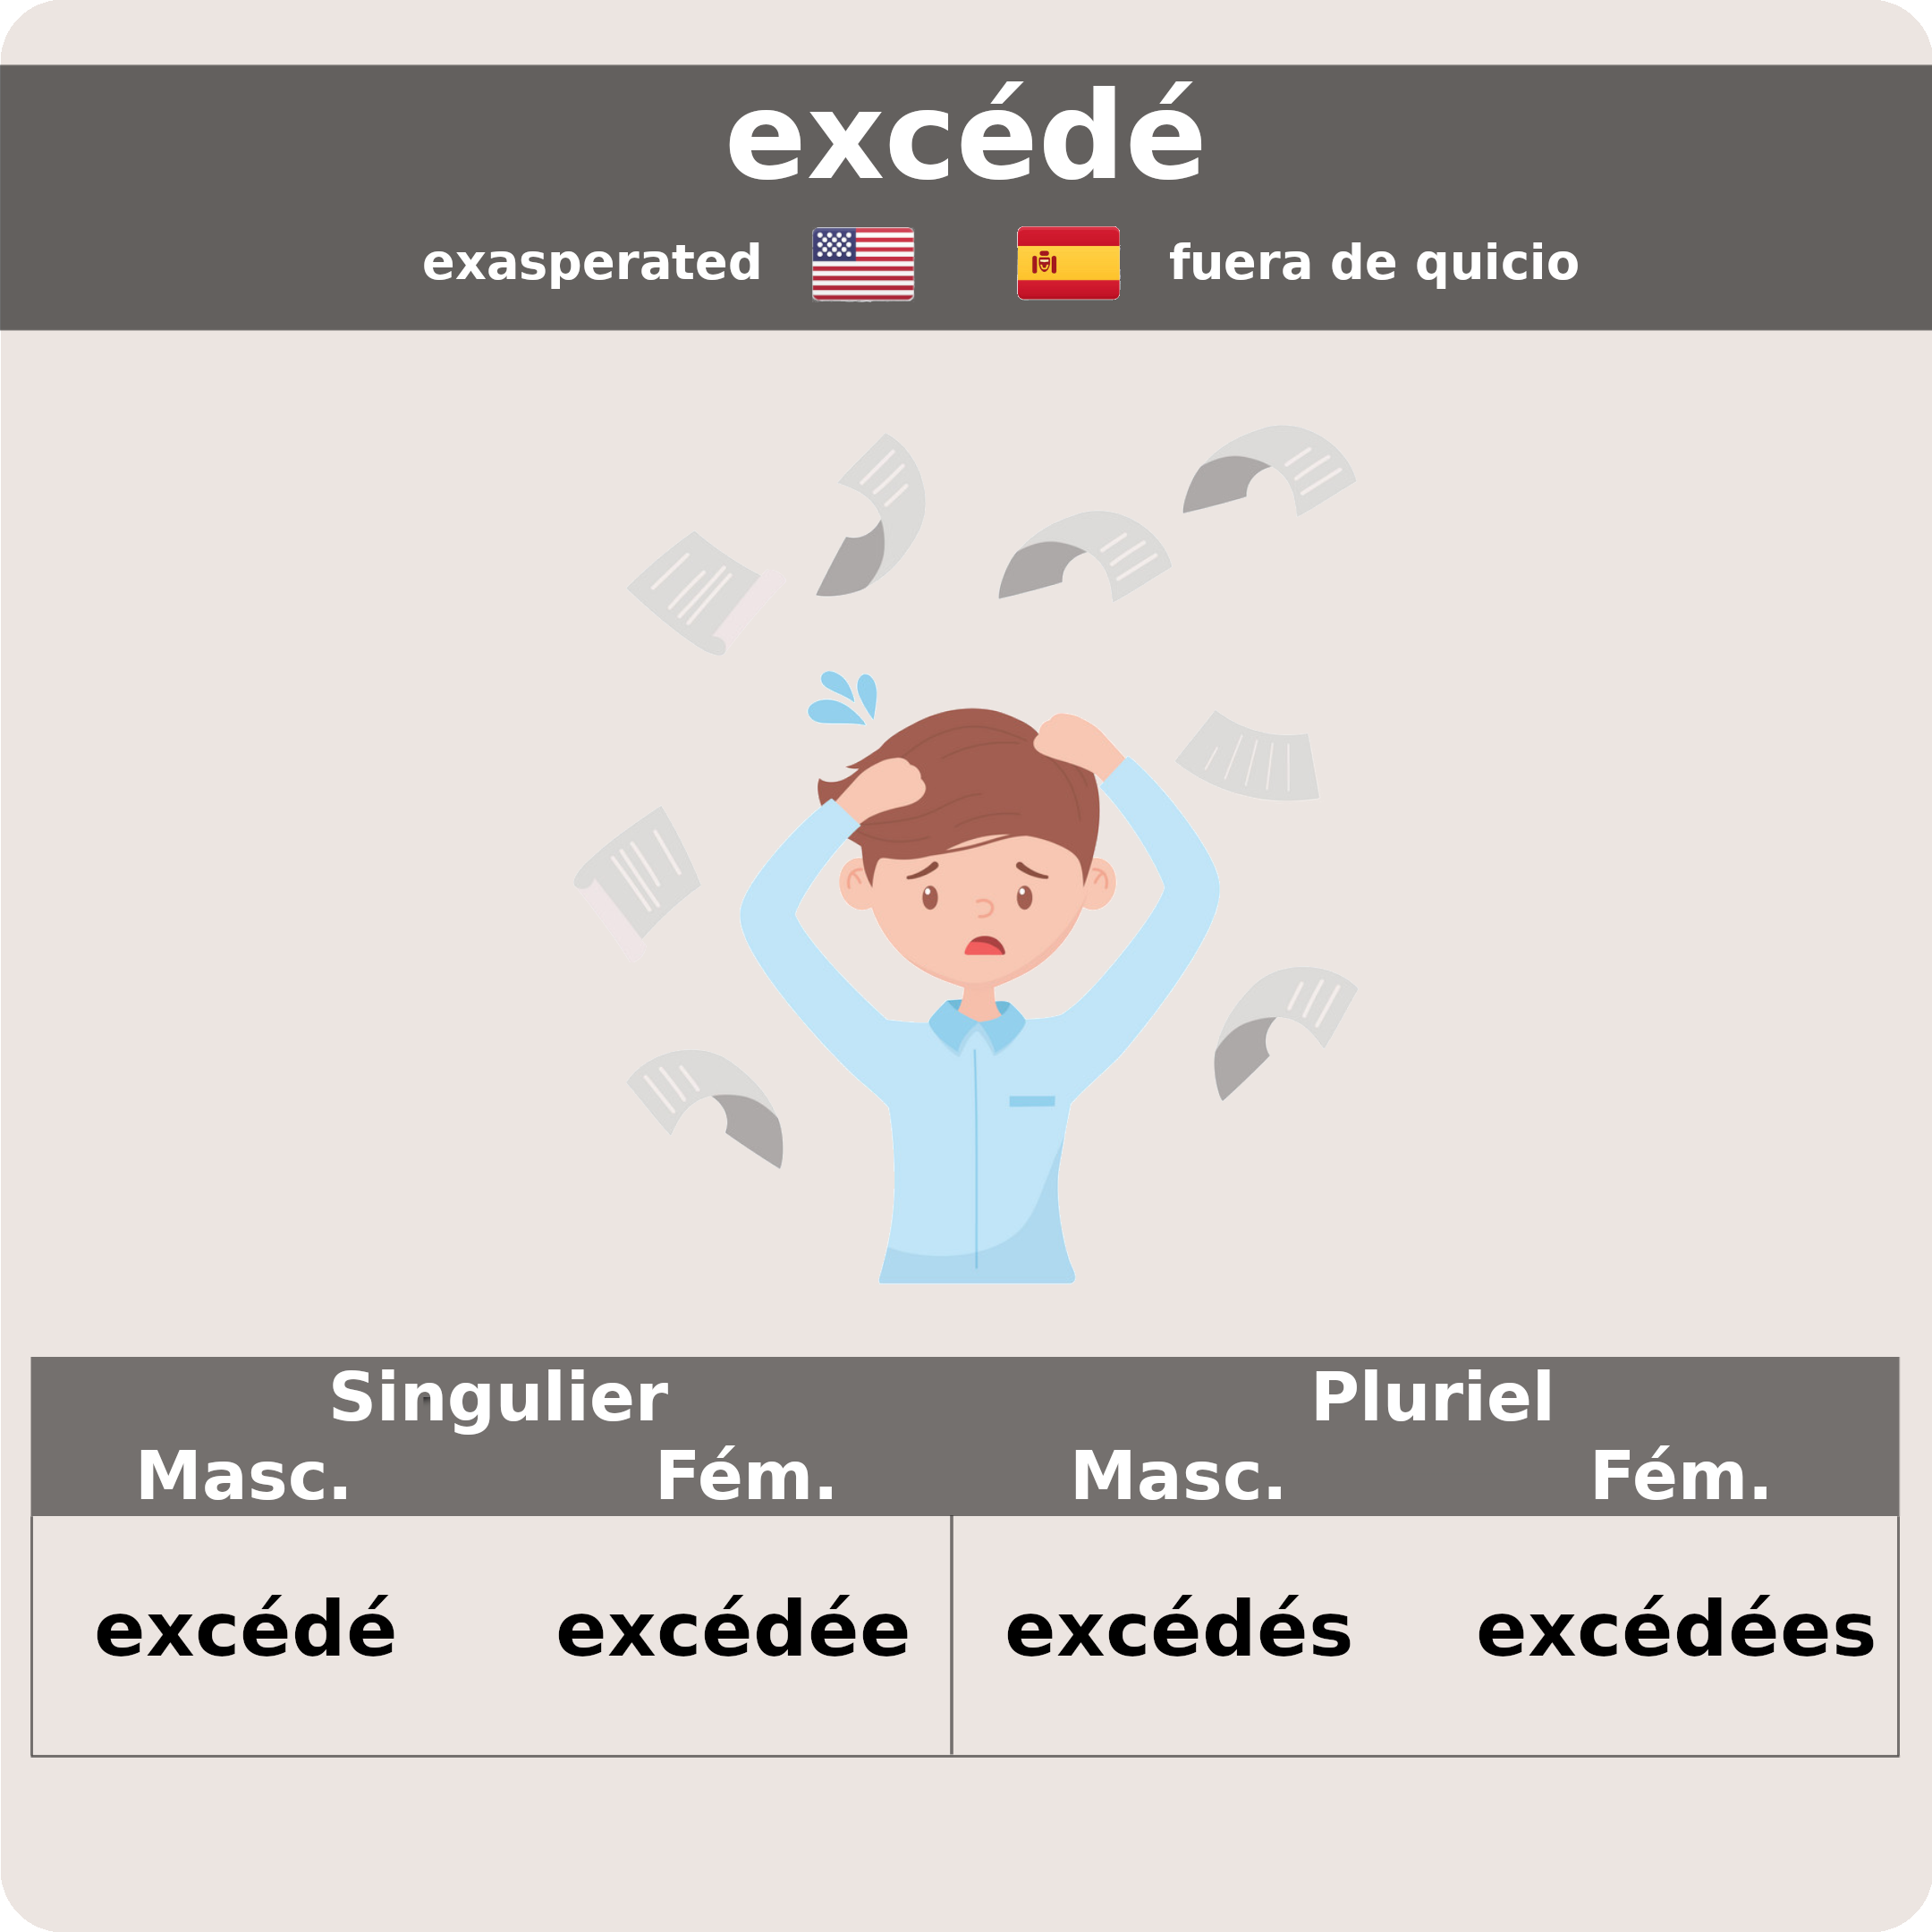 excédé
exasperated fuera de quicio
Singulier Pluriel
Masc. Fém. Masc. Fém.
excédé excédée excédés excédées